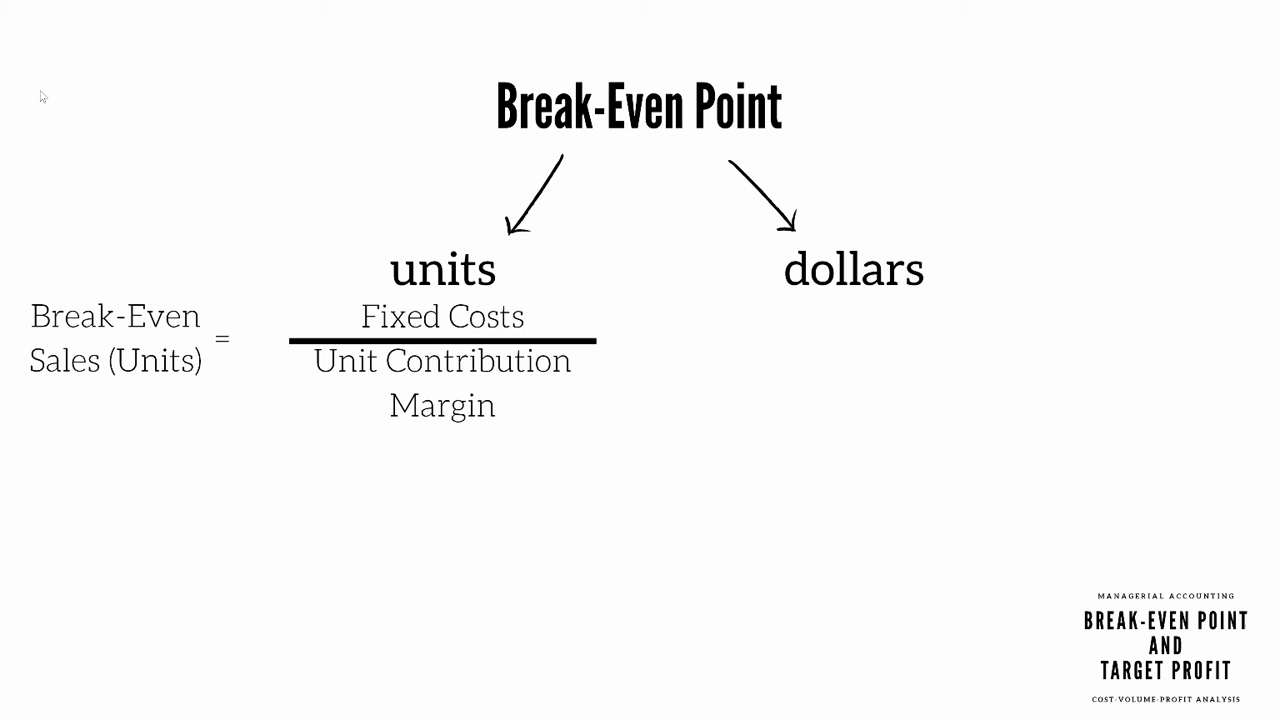 Break-Even Point
units
dollars
Break-Even
Sales (Units)
=
Fixed Costs
Unit Contribution
Margin
MANAGERIAL ACCOUNTING
BREAK-EVEN POINT
AND
TARGET PROFIT
COST-VOLUME-PROFIT ANALYSIS